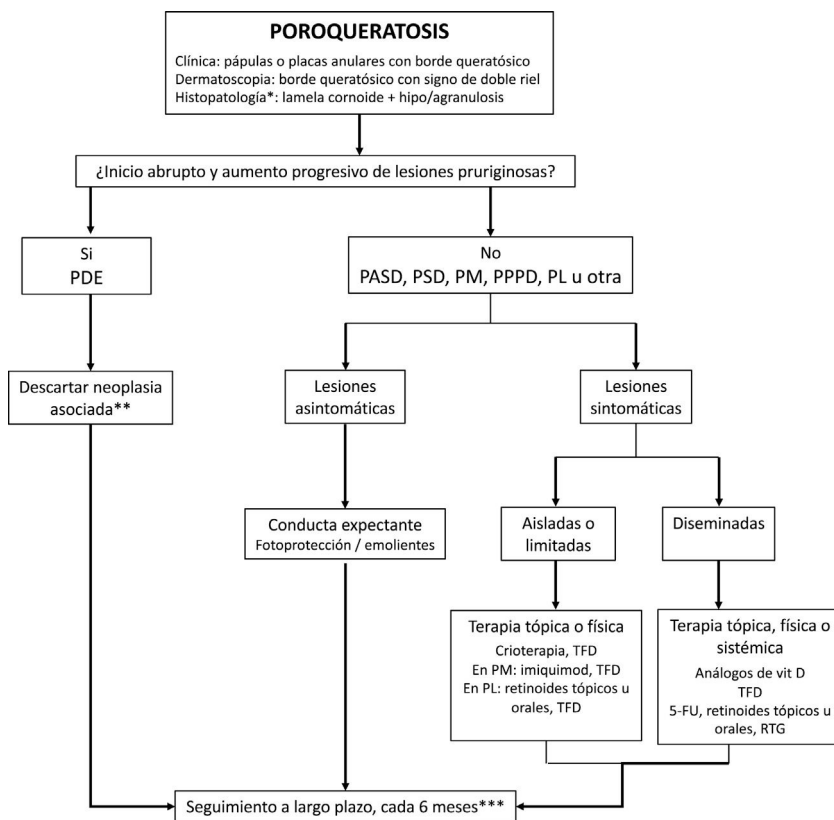 POROQUERATOSIS
Clínica: pápulas o placas anulares con borde queratósico
Dermatoscopia: borde queratósico con signo de doble riel
Histopatología*: lamela cornoide + hipo/agranulosis
¿Inicio abrupto y aumento progresivo de lesiones pruriginosas?
Si
PDE
No
PASD, PSD, PM, PPPD, PL u otra
Descartar neoplasia
asociada**
Lesiones
asintomáticas
Lesiones
sintomáticas
Conducta expectante
Fotoprotección / emolientes
Aisladas o
limitadas
Diseminadas
Terapia tópica o física
Crioterapia, TFD
En PM: imiquimod, TFD
En PL: retinoides tópicos u
orales, TFD
Terapia tópica, física o
sistémica
Análogos de vit D
TFD
5-FU, retinoides tópicos u
orales, RTG
Seguimiento a largo plazo, cada 6 meses***